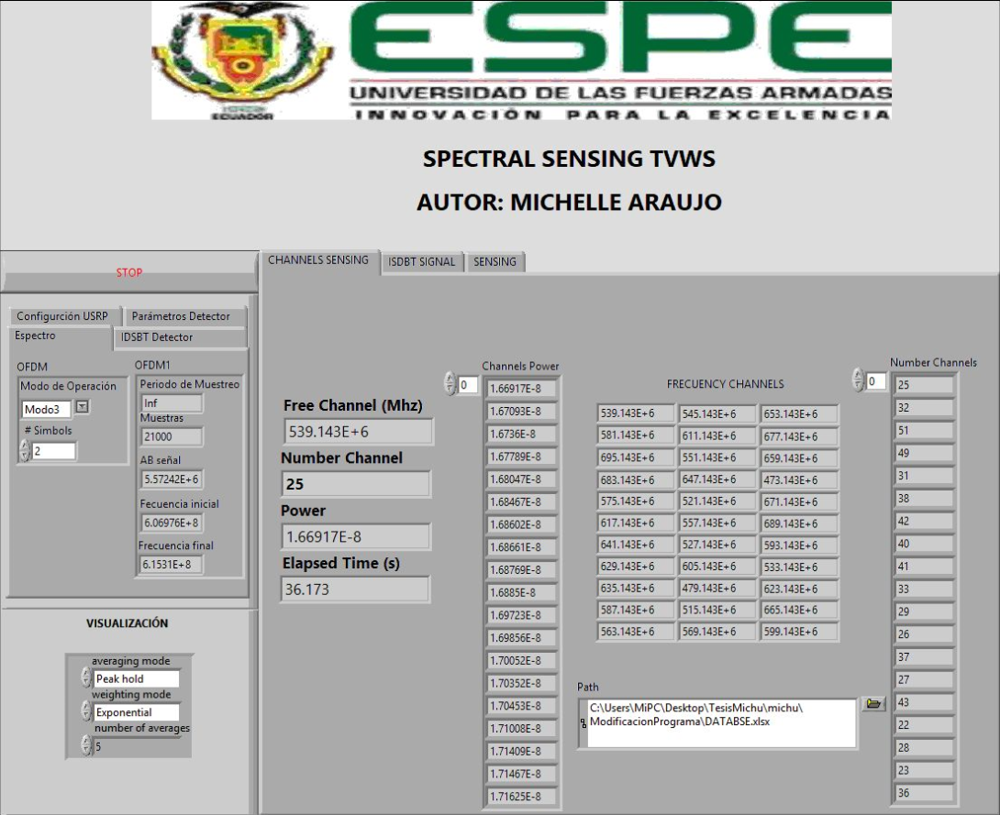 ESPE
UNIVERSIDAD DE LAS FUERZAS ARMADAS
INNOVACIÓN PARA LA EXCELENCIA
ECUADOR
SPECTRAL SENSING TVWS
AUTOR: MICHELLE ARAUJO
STOP
Configurción USRP
Parámetros Detector
Espectro
IDSBT Detector
OFDM
Modo de Operación
Modo3
# Simbols
2
OFDM1
Periodo de Muestreo
Inf
Muestras
21000
AB señal
5.57242E+6
Fecuencia inicial
6.06976E+8
Frecuencia final
6.1531E+8
VISUALIZACIÓN
averaging mode
Peak hold
weighting mode
Exponential
number of averages
5
CHANNELS SENSING
ISDBT SIGNAL
SENSING
Free Channel (Mhz)
539.143E+6
Number Channel
25
Power
1.66917E-8
Elapsed Time (s)
36.173
Channels Power
0
1.66917E-8
1.67093E-8
1.6736E-8
1.67789E-8
1.68047E-8
1.68467E-8
1.68602E-8
1.68661E-8
1.68769E-8
1.6885E-8
1.69723E-8
1.69856E-8
1.70052E-8
1.70352E-8
1.70453E-8
1.71008E-8
1.71409E-8
1.71467E-8
1.71625E-8
FRECUENCY CHANNELS
539.143E+6 545.143E+6 653.143E+6
581.143E+6 611.143E+6 677.143E+6
695.143E+6 551.143E+6 659.143E+6
683.143E+6 647.143E+6 473.143E+6
575.143E+6 521.143E+6 671.143E+6
617.143E+6 557.143E+6 689.143E+6
641.143E+6 527.143E+6 593.143E+6
629.143E+6 605.143E+6 533.143E+6
635.143E+6 479.143E+6 623.143E+6
587.143E+6 515.143E+6 665.143E+6
563.143E+6 569.143E+6 599.143E+6
Path
C:\Users\MiPC\Desktop\TesisMichu\michu\
ModificacionPrograma\DATABSE.xlsx
Number Channels
0
25
32
51
49
31
38
42
40
41
33
29
26
37
27
43
22
28
23
36